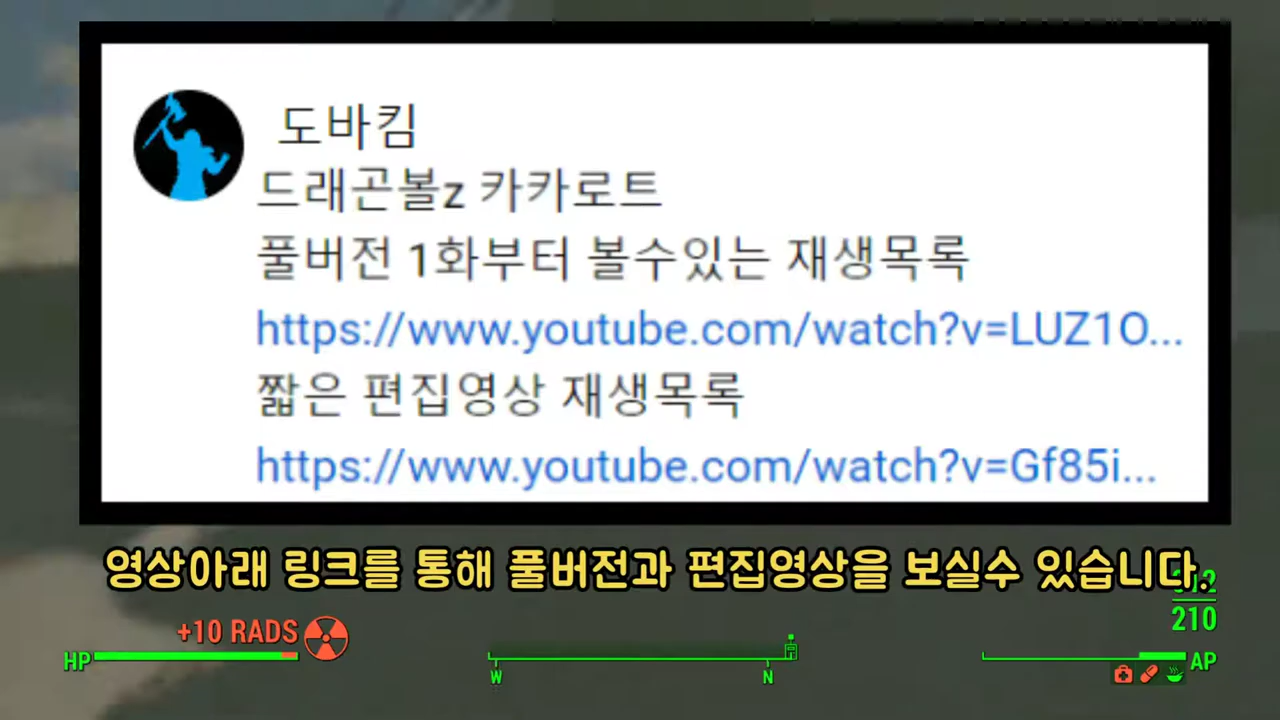 도바킴
드래곤볼z 카카로트
풀버전 1화부터 볼수있는 재생목록
https://www.youtube.com/watch?v=LUZ1O...
짧은 편집영상 재생목록
https://www.youtube.com/watch?v=Gf85i...
영상아래 링크를 통해 풀버전과 편집영상을 보실수 있습니다.
210
+10 RADS
HP
W
N
AP